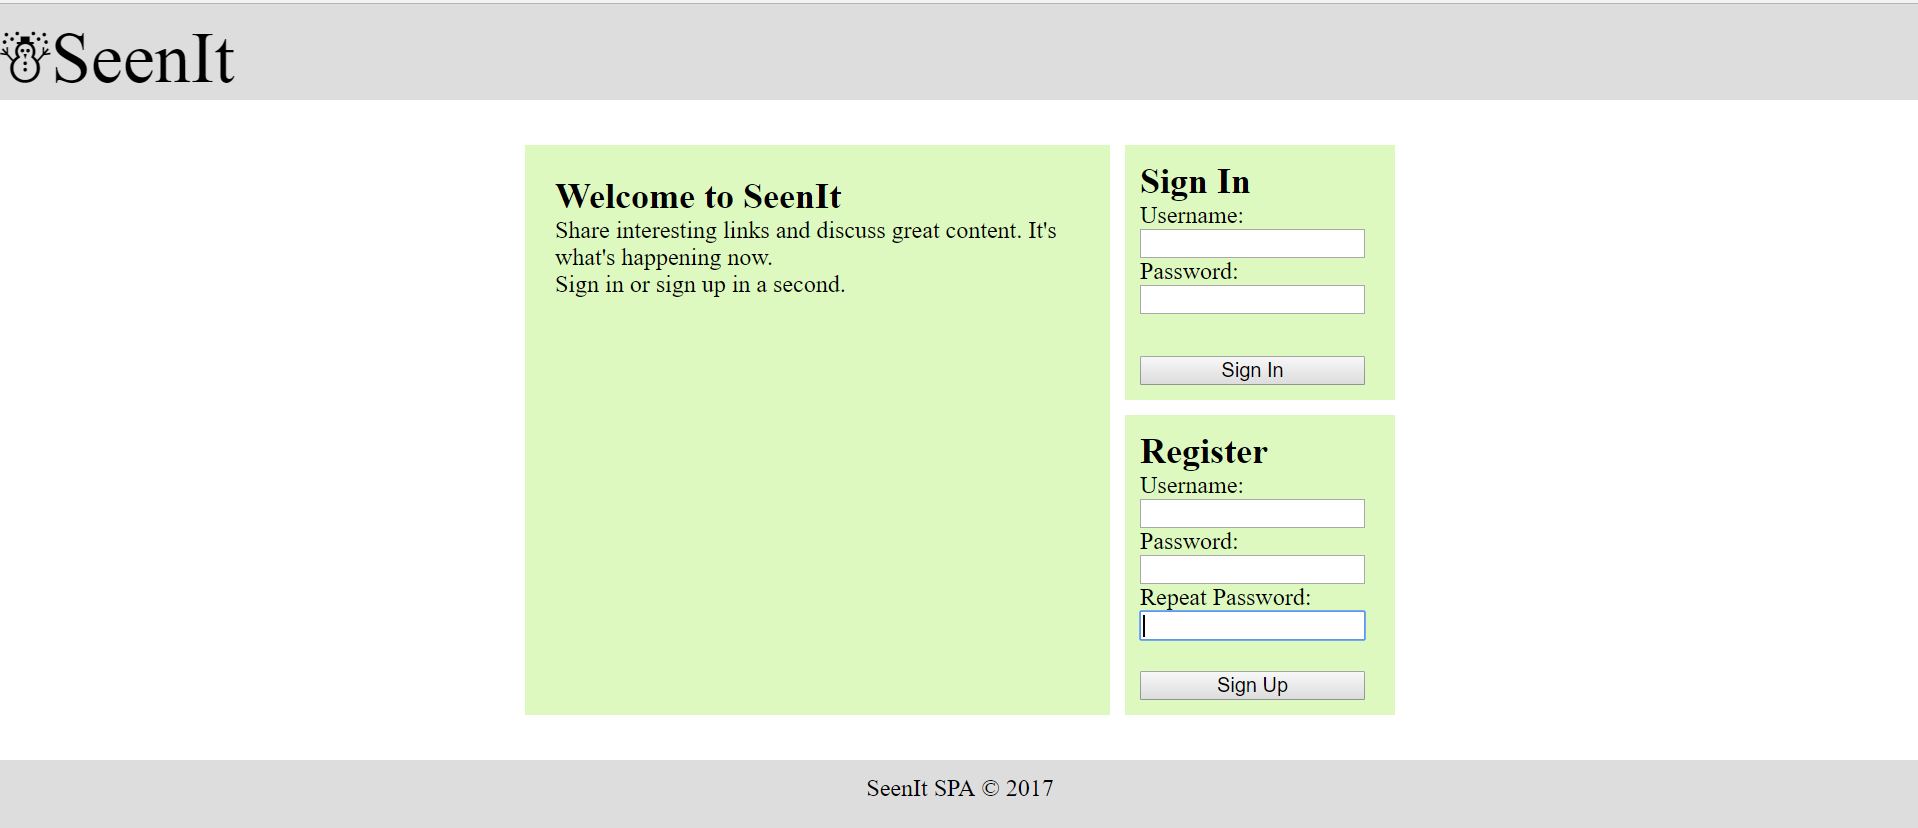 ☃SeenIt
Welcome to SeenIt
Share interesting links and discuss great content. It's
what's happening now.
Sign in or sign up in a second.
Sign In
Username:
Password:
Sign In
Register
Username:
Password:
Repeat Password:
Sign Up
SeenIt SPA © 2017